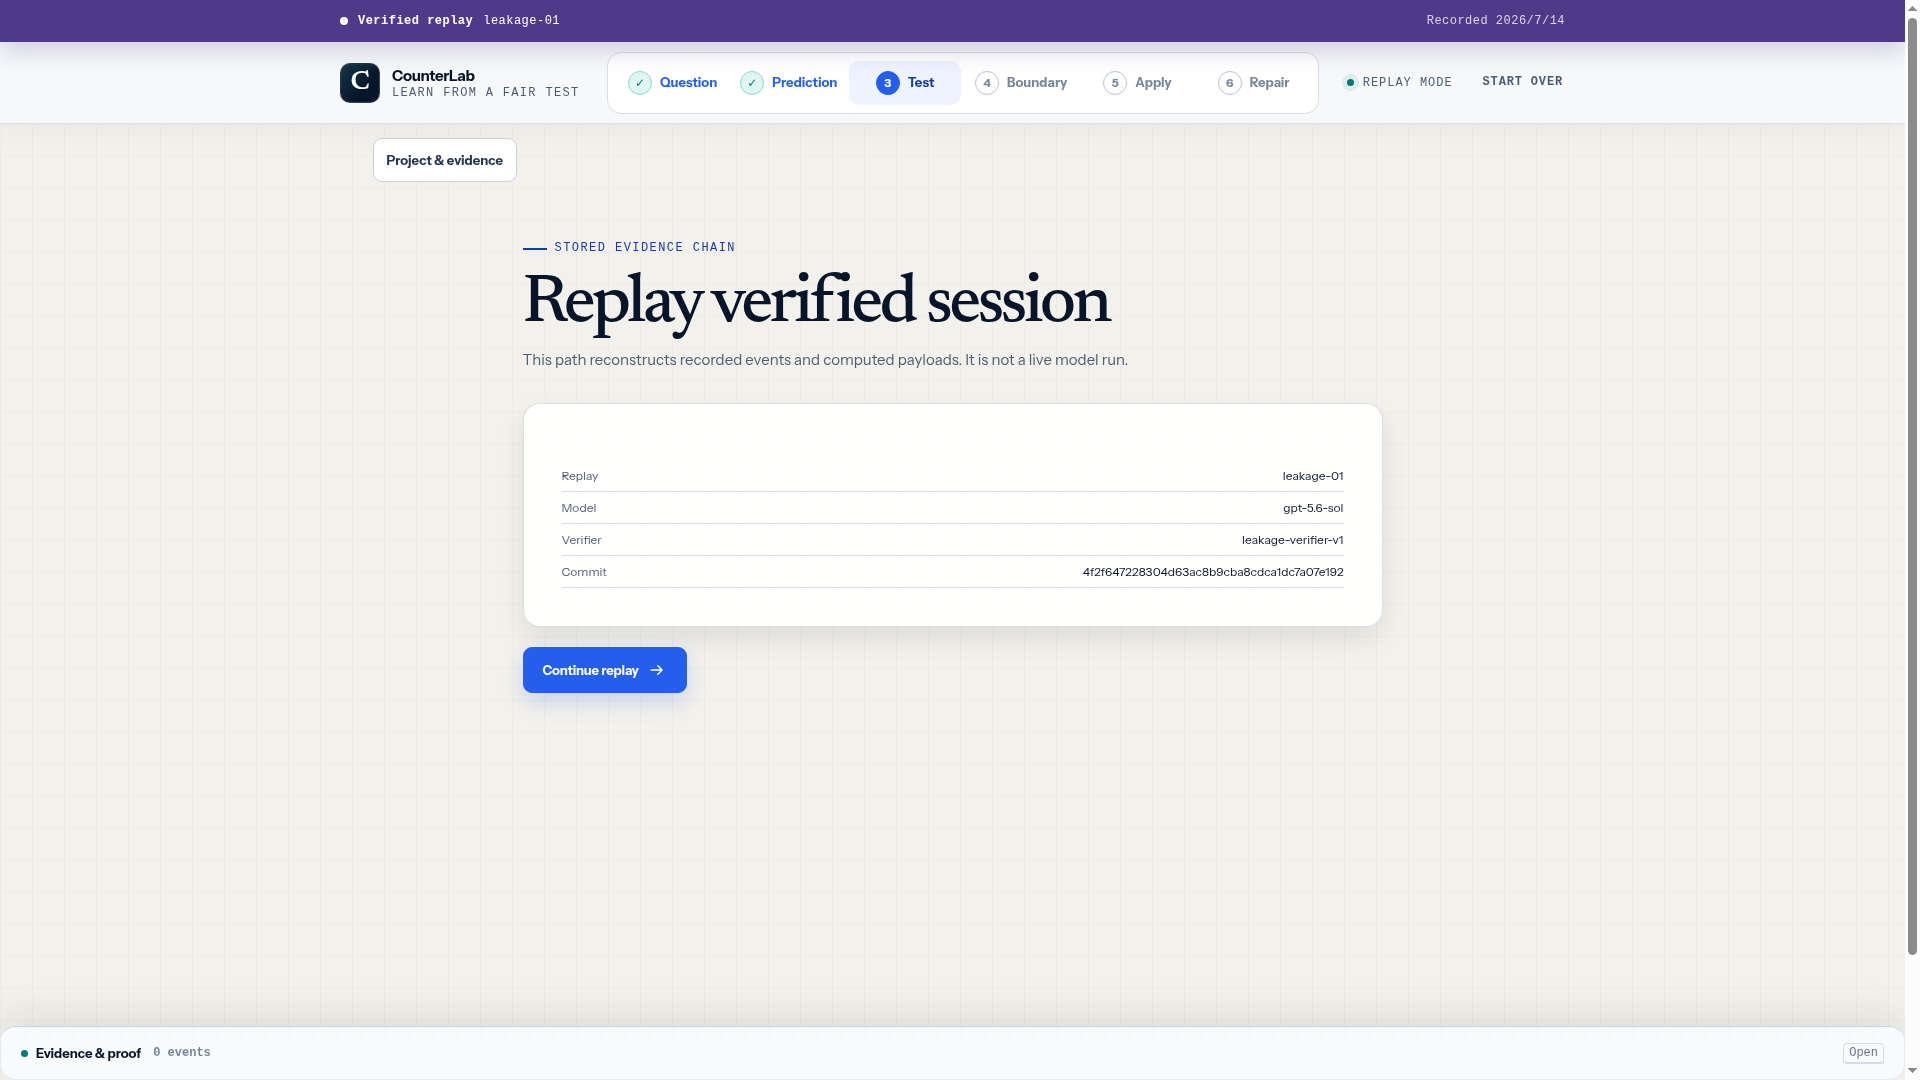 Verified replay leakage-01 Recorded 2026/7/14
C CounterLab
LEARN FROM A FAIR TEST
✓ Question ✓ Prediction 3 Test 4 Boundary 5 Apply 6 Repair
REPLAY MODE START OVER
Project & evidence
STORED EVIDENCE CHAIN
Replay verified session
This path reconstructs recorded events and computed payloads. It is not a live model run.
Replay leakage-01
Model gpt-5.6-sol
Verifier leakage-verifier-v1
Commit 4f2f647228304d63ac8b9cba8cdca1dc7a07e192
Continue replay →
Evidence & proof 0 events Open